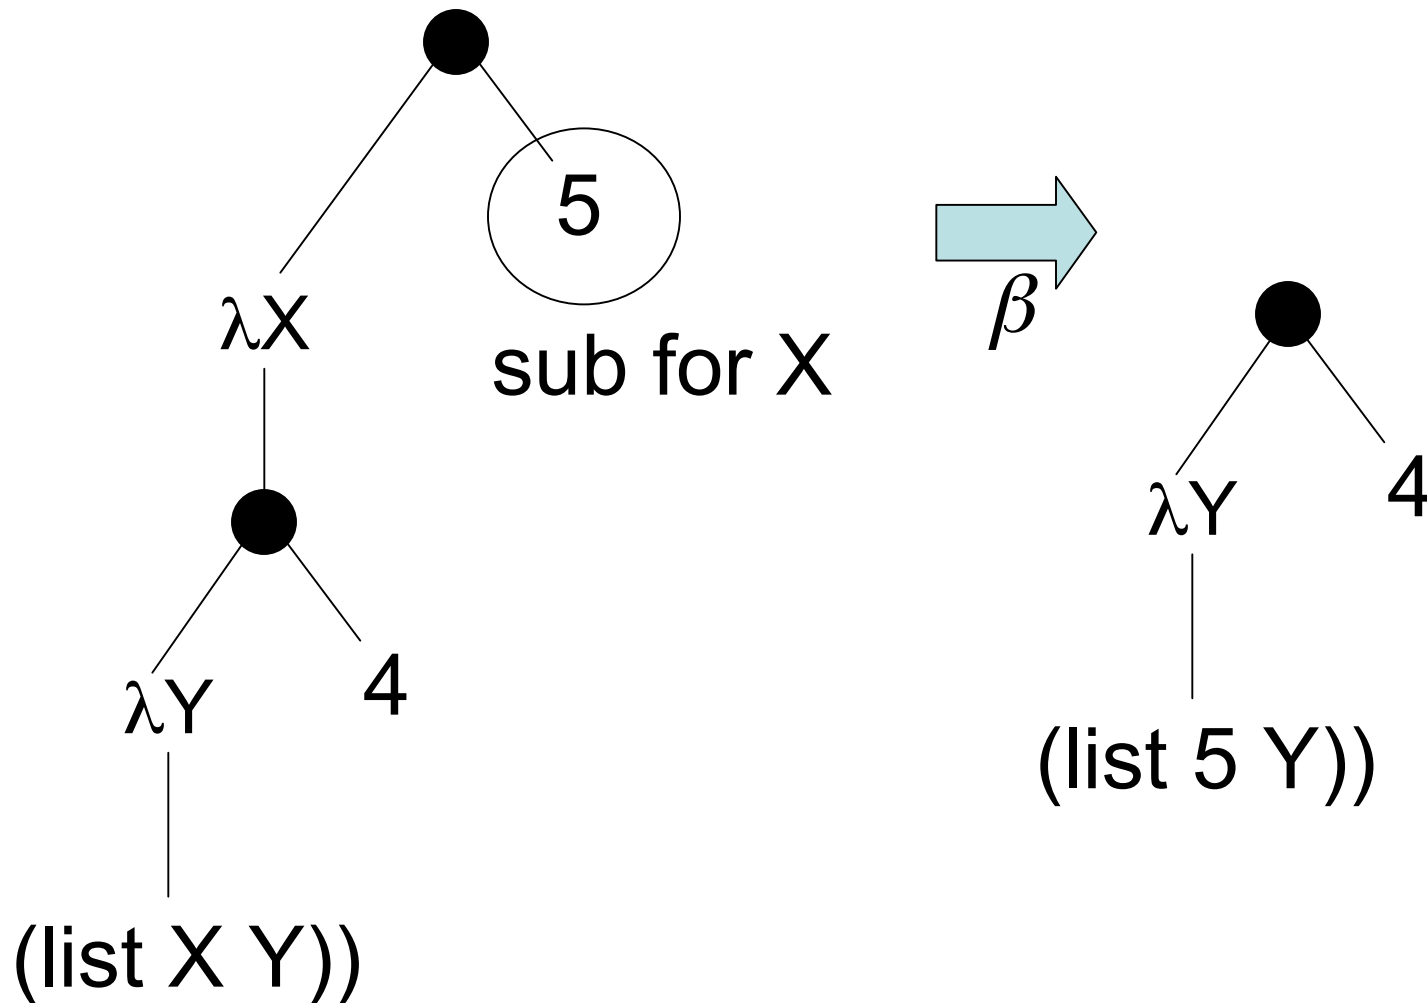 5
λX
sub for X
β
λY
4
λY
4
(list 5 Y))
(list X Y))